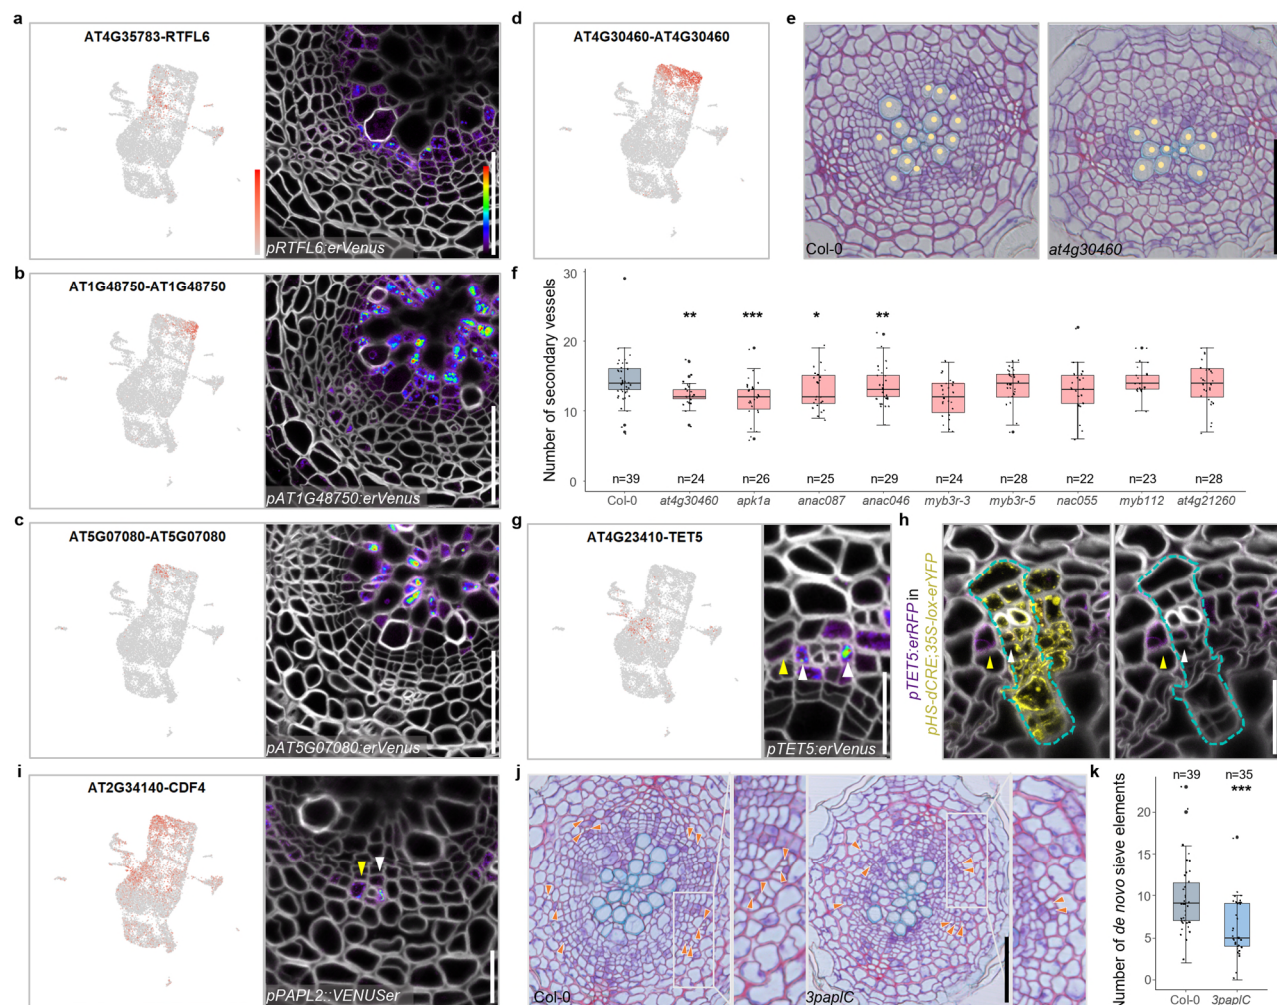 a
AT4G35783-RTFL6
pRTFL6:erVenus
b
AT1G48750-AT1G48750
pAT1G48750:erVenus
c
AT5G07080-AT5G07080
pAT5G07080:erVenus
d
AT4G30460-AT4G30460
e
Col-0
at4g30460
f
Number of secondary vessels
30
20
10
0
** *** * **
n=39 n=24 n=26 n=25 n=29 n=24 n=28 n=22 n=23 n=28
Col-0 at4g30460 apk1a anac087 anac046 myb3r-3 myb3r-5 nac055 myb112 at4g21260
g
AT4G23410-TET5
pTET5:erVenus
h
pTET5:erRFP in
pHS-dCRE;35S-lox-erYFP
i
AT2G34140-CDF4
pPAPL2::VENUSer
j
Col-0
3paplC
k
Number of de novo sieve elements
n=39 n=35
***
20
15
10
5
0
Col-0 3paplC